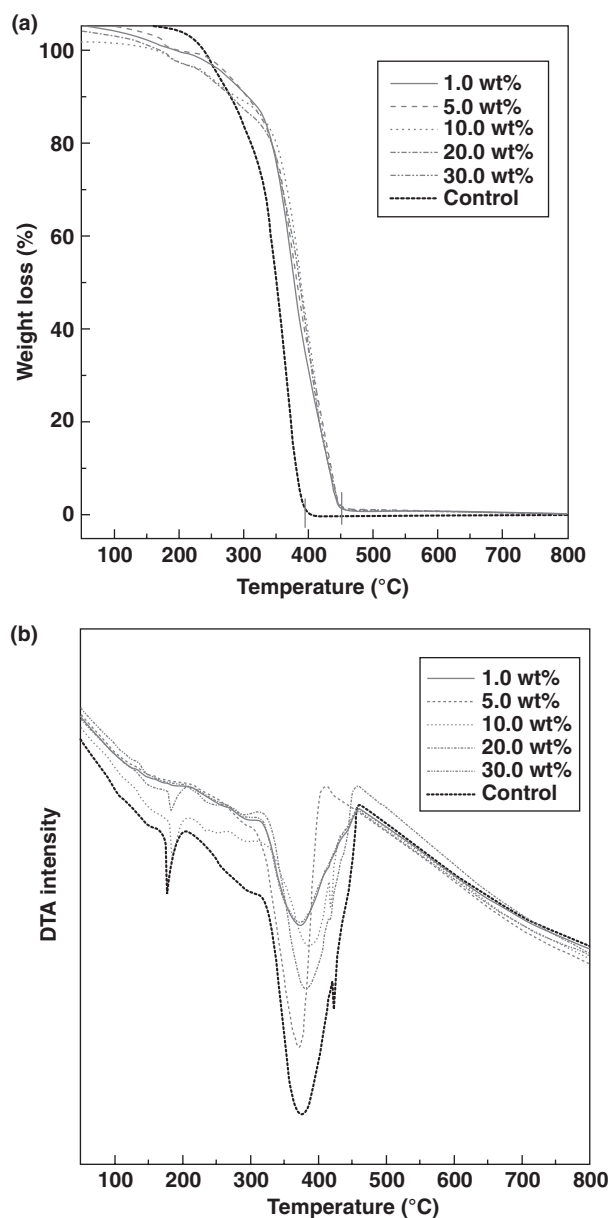 (a)
100
80
60
40
20
0
Weight loss (%)
1.0 wt%
5.0 wt%
10.0 wt%
20.0 wt%
30.0 wt%
Control
100 200 300 400 500 600 700 800
Temperature (°C)
(b)
DTA intensity
1.0 wt%
5.0 wt%
10.0 wt%
20.0 wt%
30.0 wt%
Control
100 200 300 400 500 600 700 800
Temperature (°C)